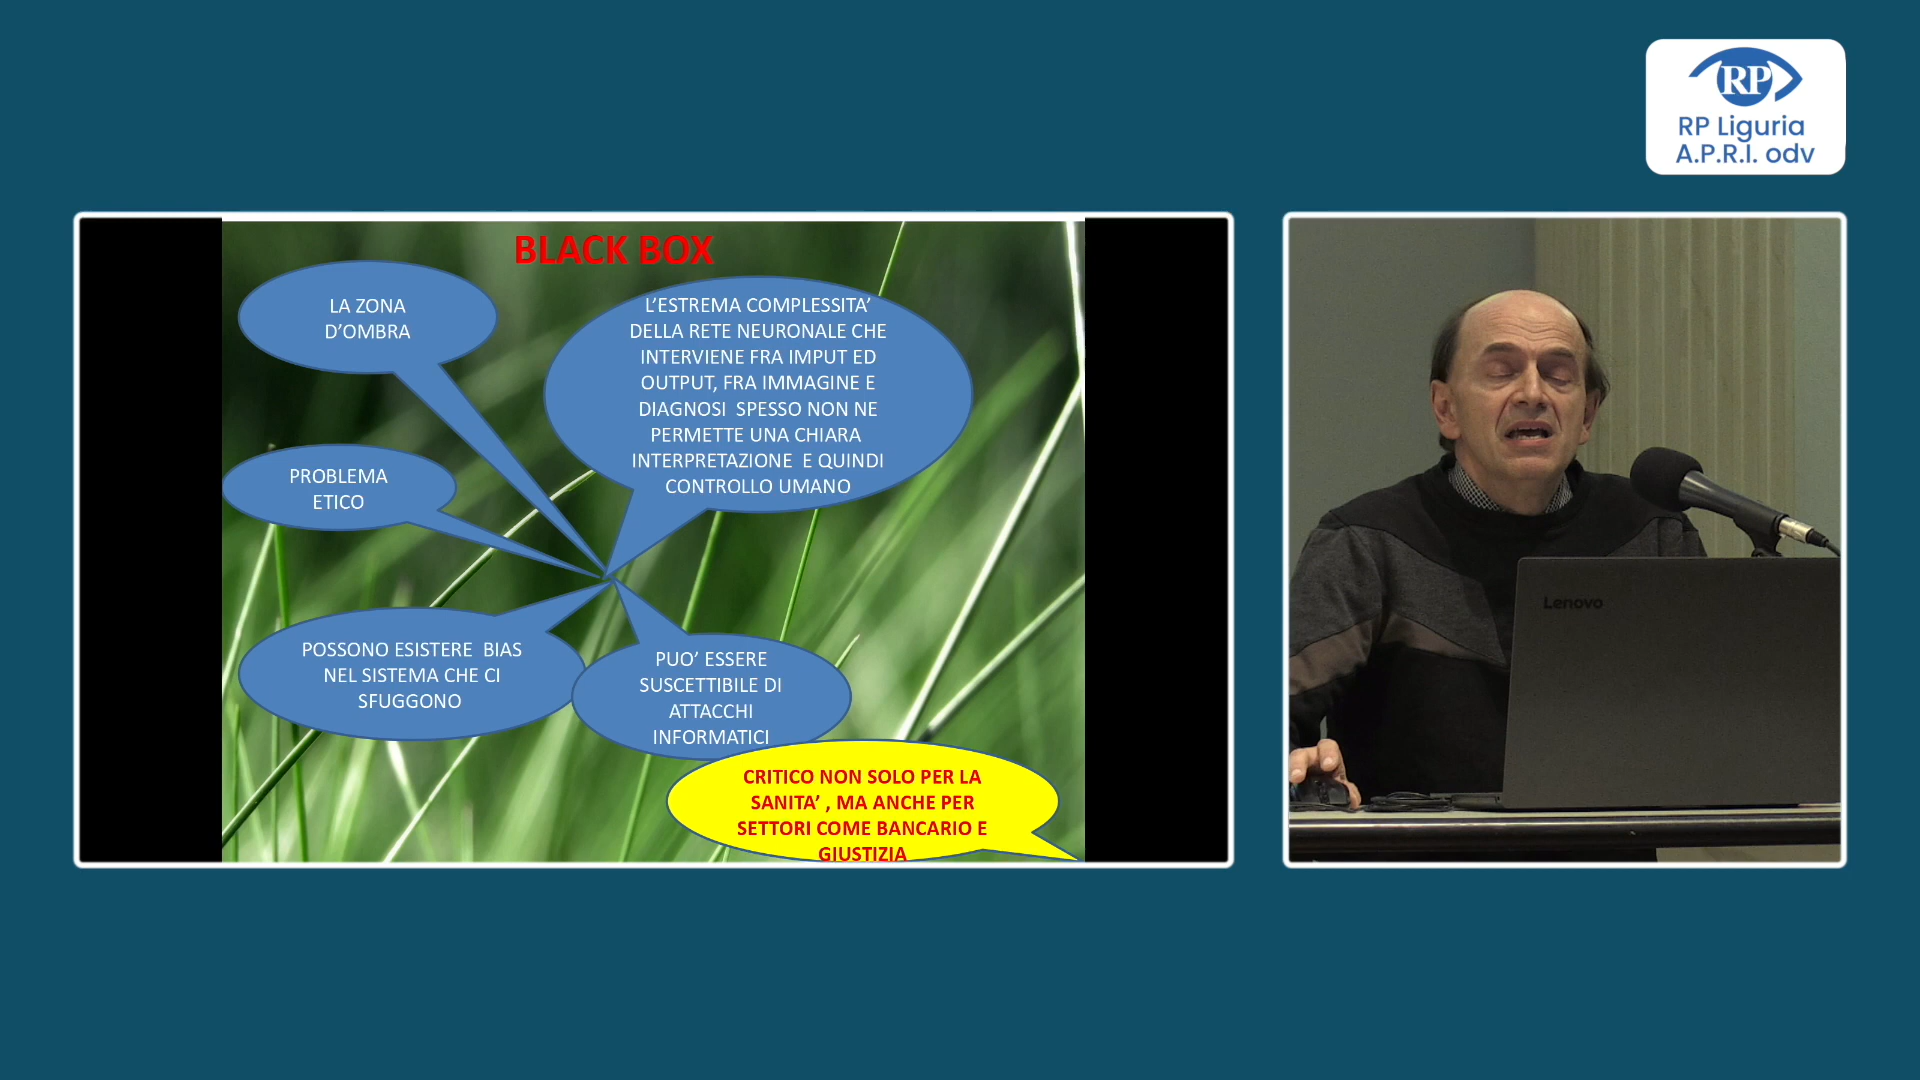 RP
RP Liguria
A.P.R.I. odv
BLACK BOX
LA ZONA
D’OMBRA
L’ESTREMA COMPLESSITA’
DELLA RETE NEURONALE CHE
INTERVIENE FRA IMPUT ED
OUTPUT, FRA IMMAGINE E
DIAGNOSI SPESSO NON NE
PERMETTE UNA CHIARA
INTERPRETAZIONE E QUINDI
CONTROLLO UMANO
PROBLEMA
ETICO
POSSONO ESISTERE BIAS
NEL SISTEMA CHE CI
SFUGGONO
PUO’ ESSERE
SUSCETTIBILE DI
ATTACCHI
INFORMATICI
CRITICO NON SOLO PER LA
SANITA’ , MA ANCHE PER
SETTORI COME BANCARIO E
GIUSTIZIA
Lenovo